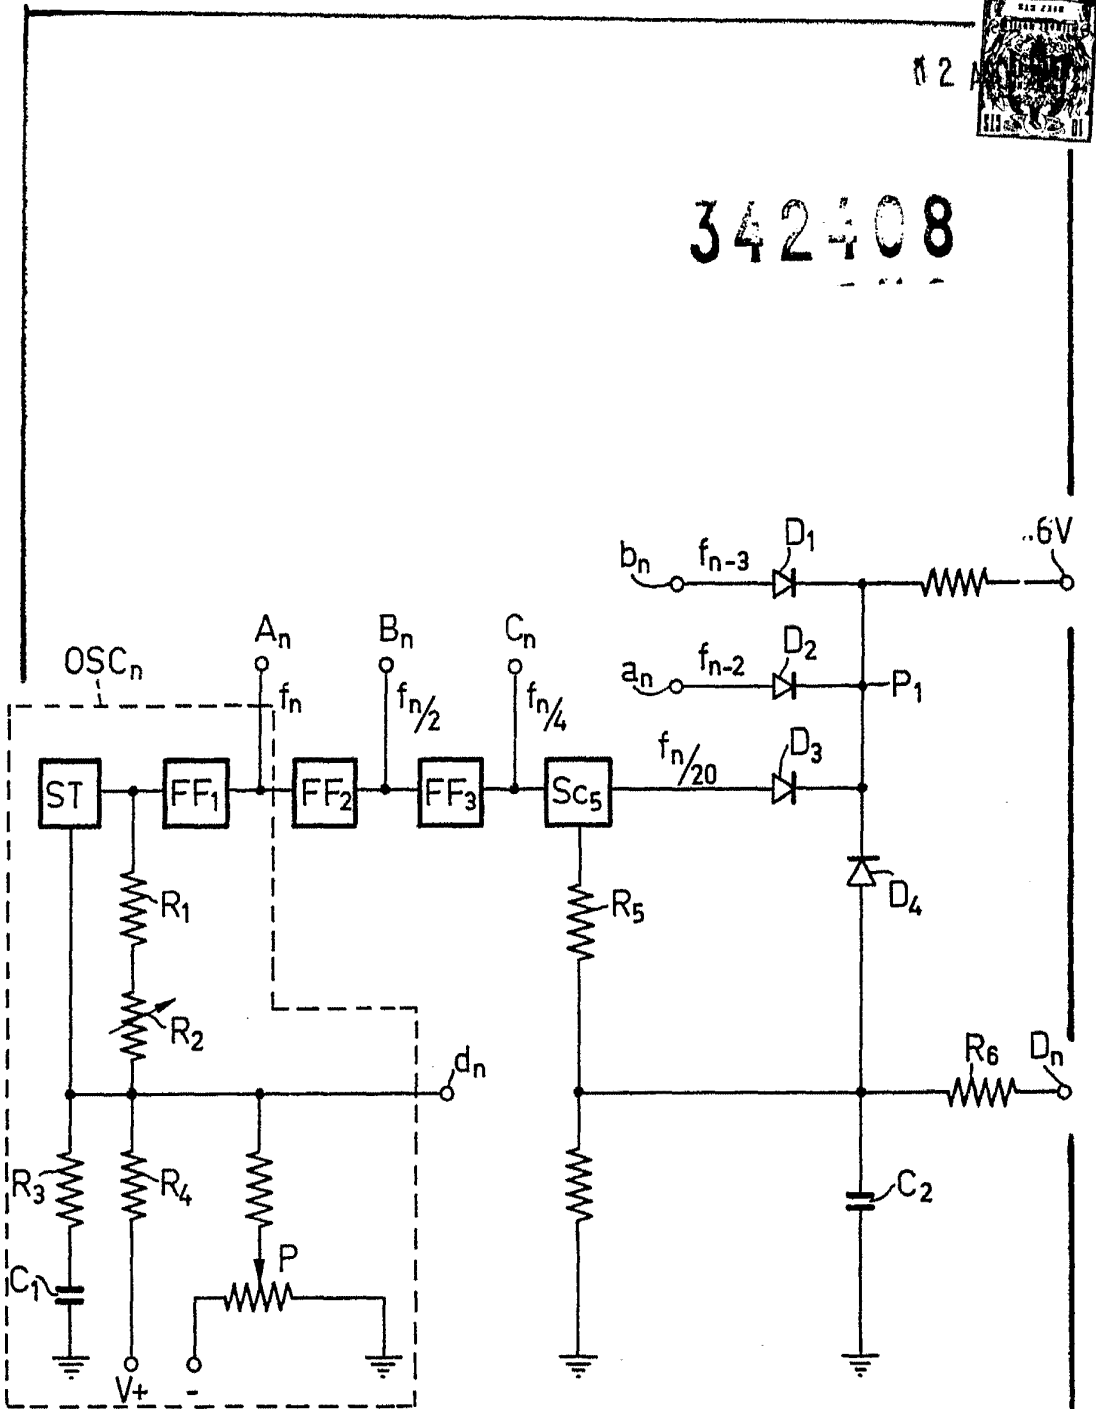 342408
bn
fn-3
D1
6V
OSCn
An
Bn
Cn
an
fn-2
D2
P1
fn
fn/2
fn/4
fn/20
D3
ST
FF1
FF2
FF3
Sc5
R1
R5
D4
R2
dn
R6
Dn
R3
R4
C2
C1
P
V+
-